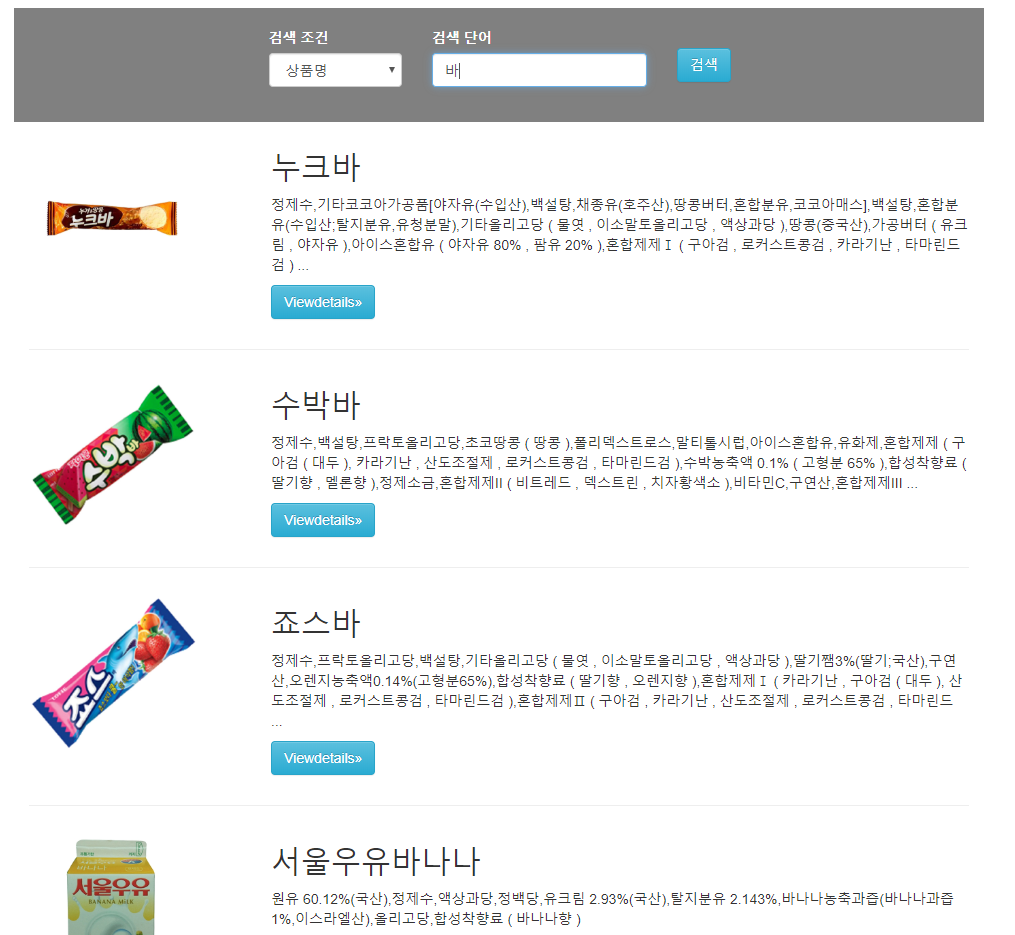 검색 조건
검색 단어
상품명
바
검색
누크바
정제수,기타코코아가공품[야자유(수입산),백설탕,채종유(호주산),땅콩버터,혼합분유,코코아매스],백설탕,혼합분
유(수입산;탈지분유,유청분말),기타올리고당 ( 물엿 , 이소말토올리고당 , 액상과당 ),땅콩(중국산),가공버터 ( 유크
림 , 야자유 ),아이스혼합유 ( 야자유 80% , 팜유 20% ),혼합제제Ⅰ ( 구아검 , 로커스트콩검 , 카라기난 , 타마린드
검 ) ...
Viewdetails»
누크바
수박바
정제수,백설탕,프락토올리고당,초코땅콩 ( 땅콩 ),폴리덱스트로스,말티톨시럽,아이스혼합유,유화제,혼합제제 ( 구
아검 ( 대두 ), 카라기난 , 산도조절제 , 로커스트콩검 , 타마린드검 ),수박농축액 0.1% ( 고형분 65% ),합성착향료 (
딸기향 , 멜론향 ),정제소금,혼합제제II ( 비트레드 , 덱스트린 , 치자황색소 ),비타민C,구연산,혼합제제III ...
Viewdetails»
수박바
죠스바
정제수,프락토올리고당,백설탕,기타올리고당 ( 물엿 , 이소말토올리고당 , 액상과당 ),딸기쨈3%(딸기;국산),구연
산,오렌지농축액0.14%(고형분65%),합성착향료 ( 딸기향 , 오렌지향 ),혼합제제Ⅰ ( 카라기난 , 구아검 ( 대두 ), 산
도조절제 , 로커스트콩검 , 타마린드검 ),혼합제제Ⅱ ( 구아검 , 카라기난 , 산도조절제 , 로커스트콩검 , 타마린드
...
Viewdetails»
죠스
서울우유바나나
원유 60.12%(국산),정제수,액상과당,정백당,유크림 2.93%(국산),탈지분유 2.143%,바나나농축과즙(바나나과즙
1%,이스라엘산),올리고당,합성착향료 ( 바나나향 )
서울우유
BANANA MILK